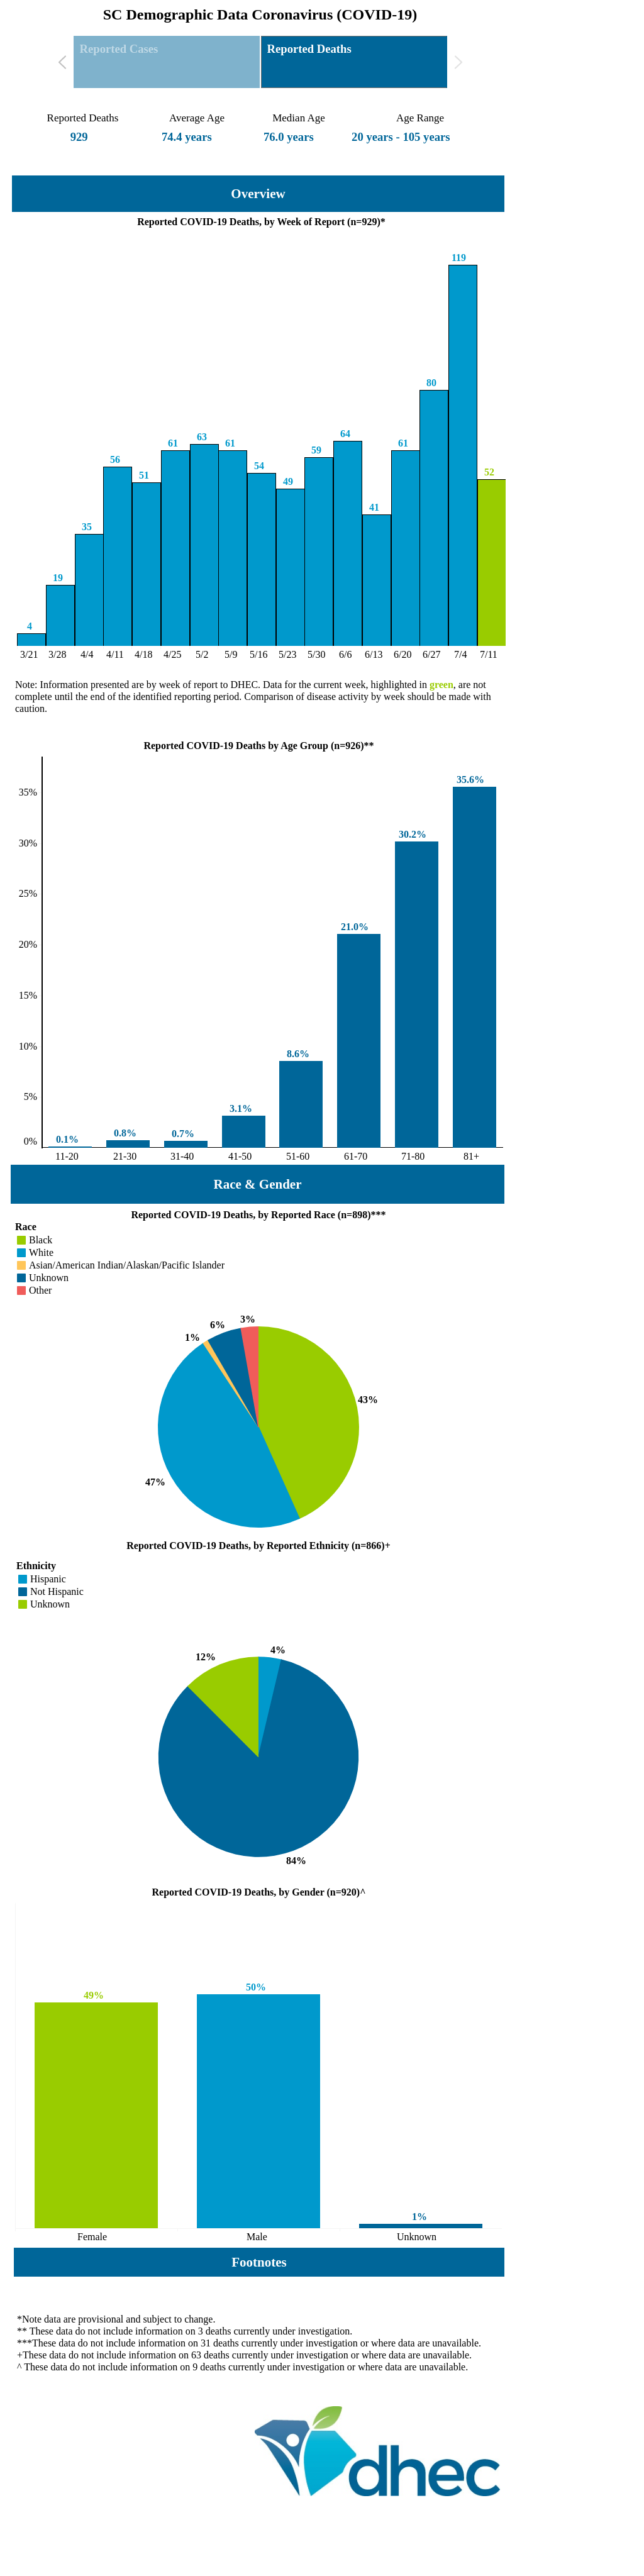 SC Demographic Data Coronavirus (COVID-19)
Reported Cases
Reported Deaths
Reported Deaths Average Age Median Age Age Range
929 74.4 years 76.0 years 20 years - 105 years
Overview
Reported COVID-19 Deaths, by Week of Report (n=929)*
4 19 35 56 51 61 63 61 54 49 59 64 41 61 80 119 52
3/21 3/28 4/4 4/11 4/18 4/25 5/2 5/9 5/16 5/23 5/30 6/6 6/13 6/20 6/27 7/4 7/11
Note: Information presented are by week of report to DHEC. Data for the current week, highlighted in green, are not
complete until the end of the identified reporting period. Comparison of disease activity by week should be made with
caution.
Reported COVID-19 Deaths by Age Group (n=926)**
35%
30%
25%
20%
15%
10%
5%
0%
0.1% 0.8% 0.7% 3.1% 8.6% 21.0% 30.2% 35.6%
11-20 21-30 31-40 41-50 51-60 61-70 71-80 81+
Race & Gender
Reported COVID-19 Deaths, by Reported Race (n=898)***
Race
Black
White
Asian/American Indian/Alaskan/Pacific Islander
Unknown
Other
3%
6%
1%
43%
47%
Reported COVID-19 Deaths, by Reported Ethnicity (n=866)+
Ethnicity
Hispanic
Not Hispanic
Unknown
4%
12%
84%
Reported COVID-19 Deaths, by Gender (n=920)^
49% 50% 1%
Female Male Unknown
Footnotes
*Note data are provisional and subject to change.
** These data do not include information on 3 deaths currently under investigation.
***These data do not include information on 31 deaths currently under investigation or where data are unavailable.
+These data do not include information on 63 deaths currently under investigation or where data are unavailable.
^ These data do not include information on 9 deaths currently under investigation or where data are unavailable.
dhec